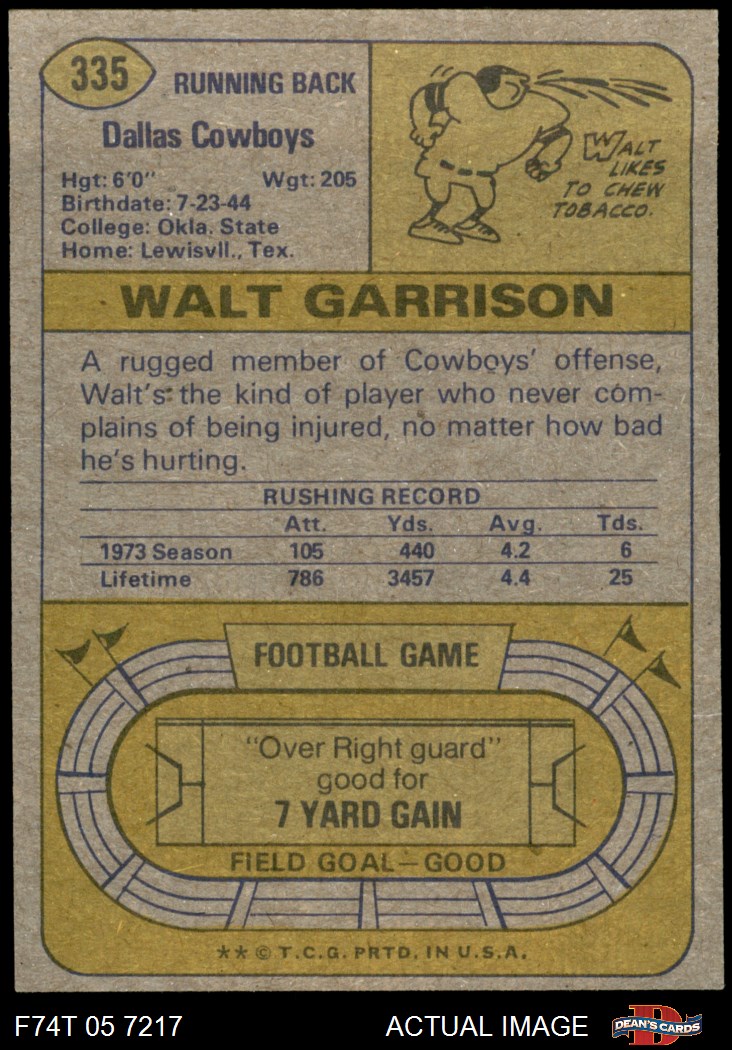 335
RUNNING BACK
Dallas Cowboys
Hgt: 6'0" Wgt: 205
Birthdate: 7-23-44
College: Okla. State
Home: Lewisvll., Tex.
WALT
LIKES
TO CHEW
TOBACCO.
WALT GARRISON
A rugged member of Cowboys' offense,
Walt's the kind of player who never com-
plains of being injured, no matter how bad
he's hurting.
RUSHING RECORD
Att. Yds. Avg. Tds.
1973 Season 105 440 4.2 6
Lifetime 786 3457 4.4 25
FOOTBALL GAME
"Over Right guard"
good for
7 YARD GAIN
FIELD GOAL—GOOD
** © T.C.G. PRTD. IN U.S.A.
F74T 05 7217 ACTUAL IMAGE
D
DEAN'S CARDS